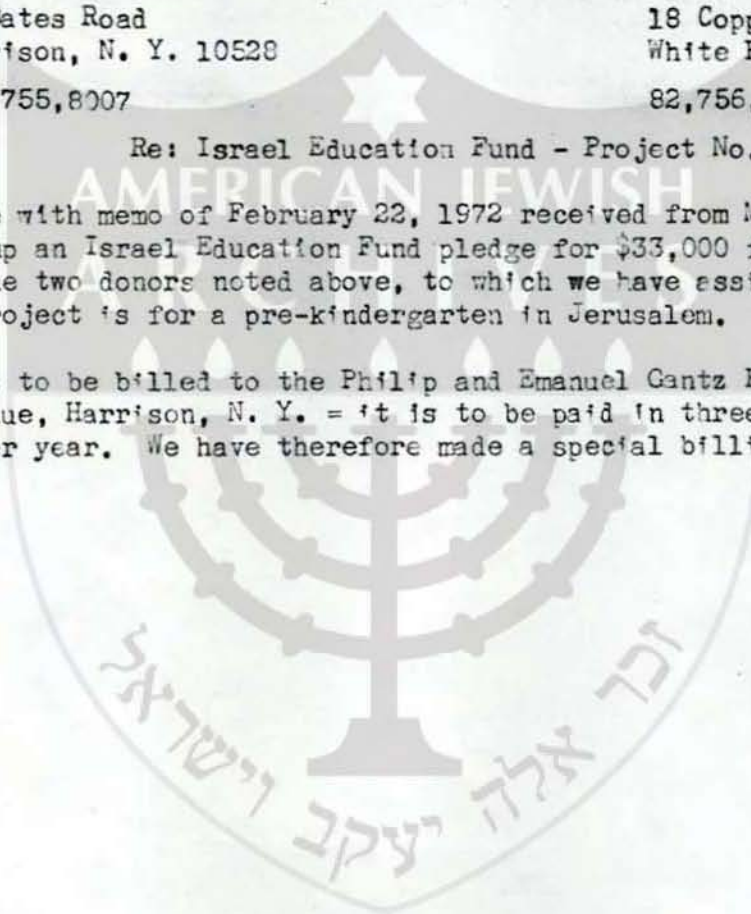 ates Road 18 Copp
ison, N. Y. 10528 White
755,8007 82,756.
Re: Israel Education Fund - Project No.
AMERICAN JEWISH
with memo of February 22, 1972 received from
p an Israel Education Fund pledge for $33,000
ARCHIVES
e two donors noted above, to which we have assi
roject is for a pre-kindergarten in Jerusalem.
to be billed to the Philip and Emanuel Gantz
ue, Harrison, N. Y. = it is to be paid in three
r year. We have therefore made a special billi
זכר אלה יעקב וישראל